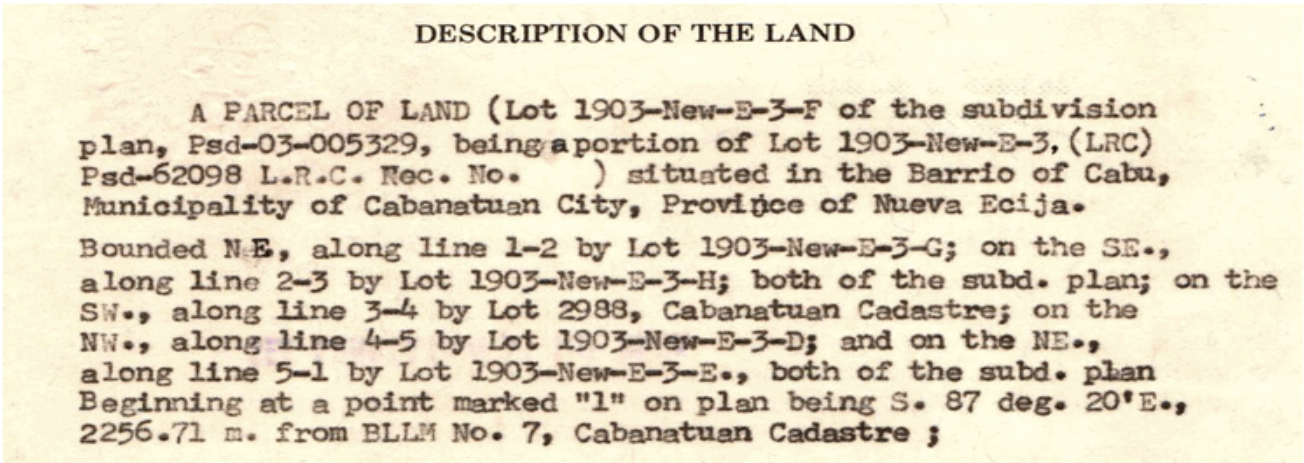 DESCRIPTION OF THE LAND
A PARCEL OF LAND (Lot 1903-New-E-3-F of the subdivision
plan, Psd-03-005329, being a portion of Lot 1903-New-E-3, (LRC)
Psd-62098 L.R.C. Rec. No. ) situated in the Barrio of Cabu,
Municipality of Cabanatuan City, Province of Nueva Ecija.
Bounded NE, along line 1-2 by Lot 1903-New-E-3-G; on the SE.,
along line 2-3 by Lot 1903-New-E-3-H; both of the subd. plan; on the
SW., along line 3-4 by Lot 2988, Cabanatuan Cadastre; on the
NW., along line 4-5 by Lot 1903-New-E-3-D; and on the NE.,
along line 5-1 by Lot 1903-New-E-3-E., both of the subd. plan
Beginning at a point marked "1" on plan being S. 87 deg. 20'E.,
2256.71 m. from BLLM No. 7, Cabanatuan Cadastre ;